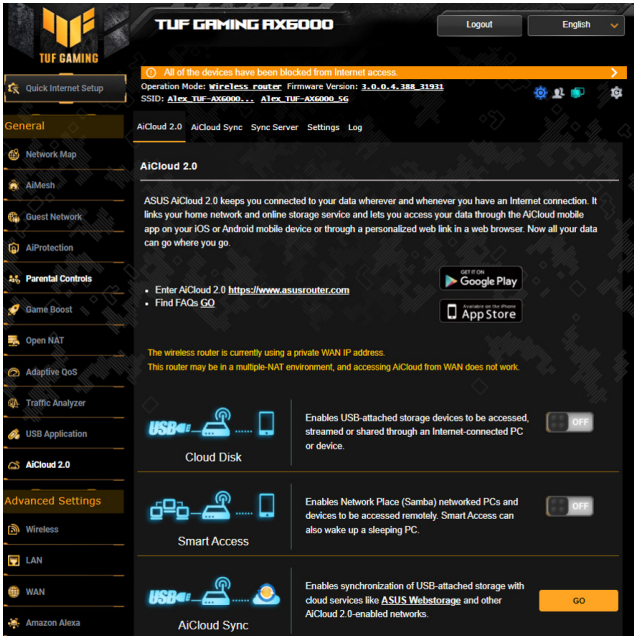 TUF GAMING
TUF GAMING AX6000
Logout
English
Quick Internet Setup
General
Network Map
AiMesh
Guest Network
AiProtection
Parental Controls
Game Boost
Open NAT
Adaptive QoS
Traffic Analyzer
USB Application
AiCloud 2.0
Advanced Settings
Wireless
LAN
WAN
Amazon Alexa
All of the devices have been blocked from Internet access.
Operation Mode: Wireless router Firmware Version: 3.0.0.4.388_31931
SSID: Alex_TUF-AX6000... Alex_TUF-AX6000_5G
AiCloud 2.0 AiCloud Sync Sync Server Settings Log
AiCloud 2.0
ASUS AiCloud 2.0 keeps you connected to your data wherever and whenever you have an Internet connection. It
links your home network and online storage service and lets you access your data through the AiCloud mobile
app on your iOS or Android mobile device or through a personalized web link in a web browser. Now all your data
can go where you go.
Enter AiCloud 2.0 https://www.asusrouter.com
Find FAQs GO
GET IT ON
Google Play
Available on the iPhone
App Store
The wireless router is currently using a private WAN IP address.
This router may be in a multiple-NAT environment, and accessing AiCloud from WAN does not work.
USB
Cloud Disk
Enables USB-attached storage devices to be accessed,
streamed or shared through an Internet-connected PC
or device.
OFF
Smart Access
Enables Network Place (Samba) networked PCs and
devices to be accessed remotely. Smart Access can
also wake up a sleeping PC.
OFF
USB
AiCloud Sync
Enables synchronization of USB-attached storage with
cloud services like ASUS Webstorage and other
AiCloud 2.0-enabled networks.
GO